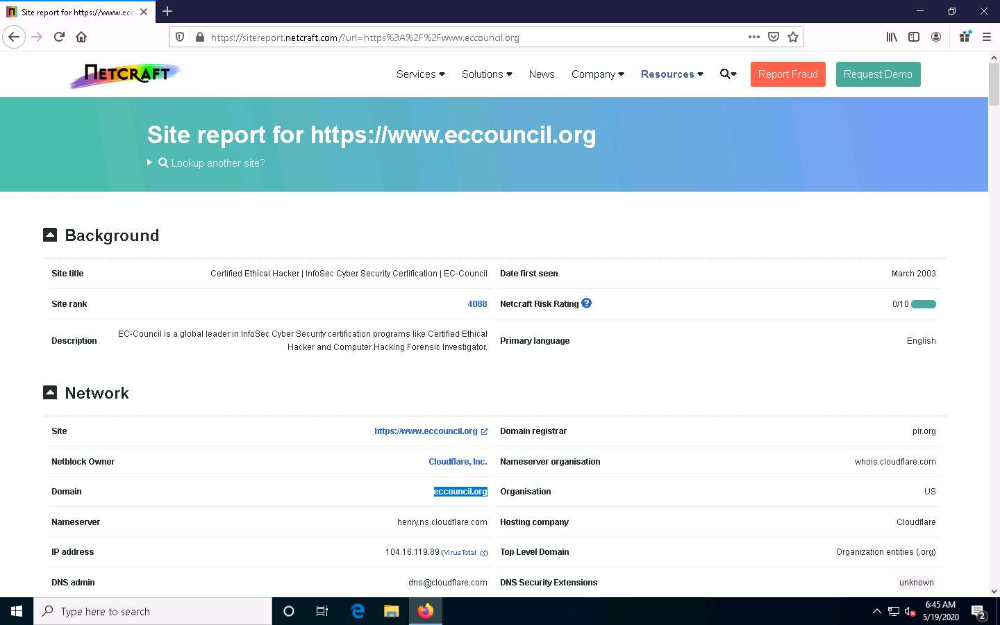 Site report for https://www.ecc
https://sitereport.netcraft.com/?url=https%3A%2F%2Fwww.eccouncil.org
NETCRAFT
Services
Solutions
News
Company
Resources
Report Fraud
Request Demo
Site report for https://www.eccouncil.org
Lookup another site?
Background
Site title Certified Ethical Hacker | InfoSec Cyber Security Certification | EC-Council
Date first seen March 2003
Site rank 4088
Netcraft Risk Rating ? 0/10
Description EC-Council is a global leader in InfoSec Cyber Security certification programs like Certified Ethical
Hacker and Computer Hacking Forensic Investigator.
Primary language English
Network
Site https://www.eccouncil.org
Domain registrar pir.org
Netblock Owner Cloudflare, Inc.
Nameserver organisation whois.cloudflare.com
Domain eccouncil.org
Organisation US
Nameserver henry.ns.cloudflare.com
Hosting company Cloudflare
IP address 104.16.119.89 (VirusTotal)
Top Level Domain Organization entities (.org)
DNS admin dns@cloudflare.com
DNS Security Extensions unknown
Type here to search
6:45 AM
5/19/2020
2